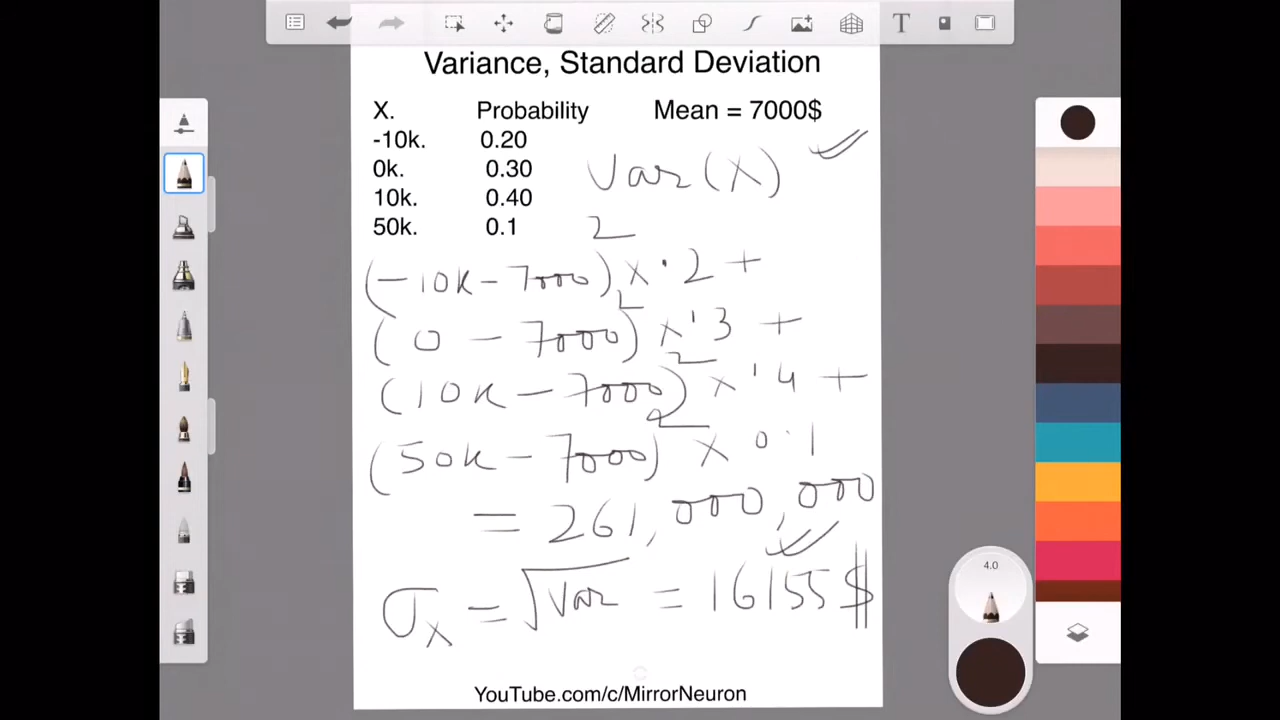 Variance, Standard Deviation
X. Probability Mean = 7000$
-10k. 0.20
0k. 0.30
10k. 0.40
50k. 0.1
Var(X)
(-10k-7000)² x .2 +
(0 - 7000)² x .3 +
(10k - 7000)² x .4 +
(50k - 7000)² x 0.1
= 261,000,000
σx = √Var = 16155$
YouTube.com/c/MirrorNeuron
T
4.0